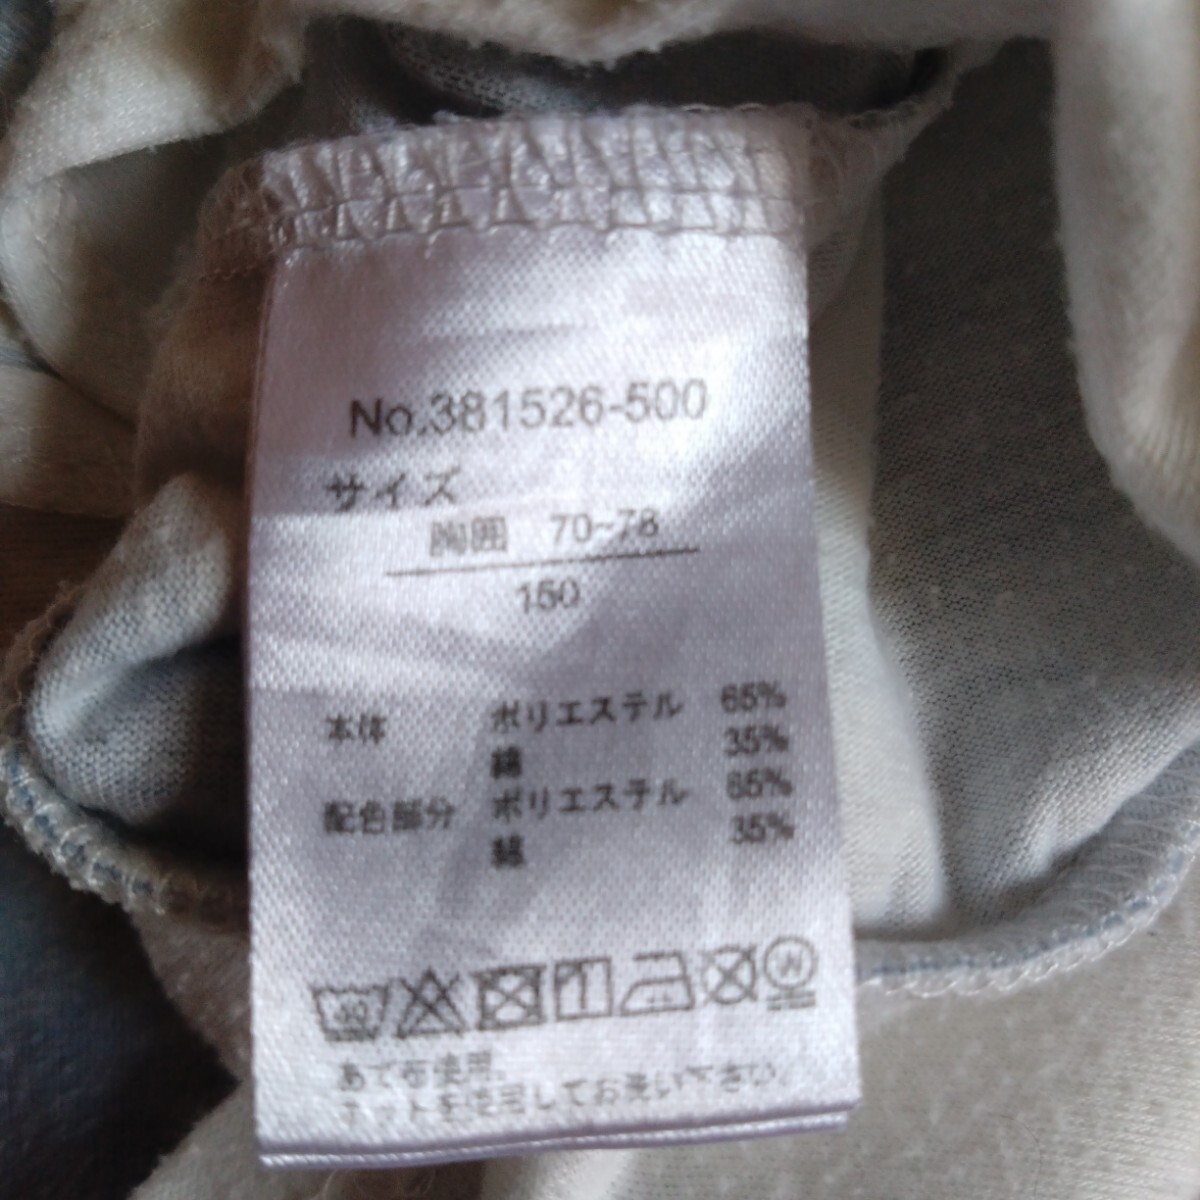 No.381526-500
サイズ
胸囲 70~78
150
本体 ポリエステル 65%
綿 35%
配色部分 ポリエステル 65%
綿 35%
あて布使用。
ネットを使用してお洗い下さい。